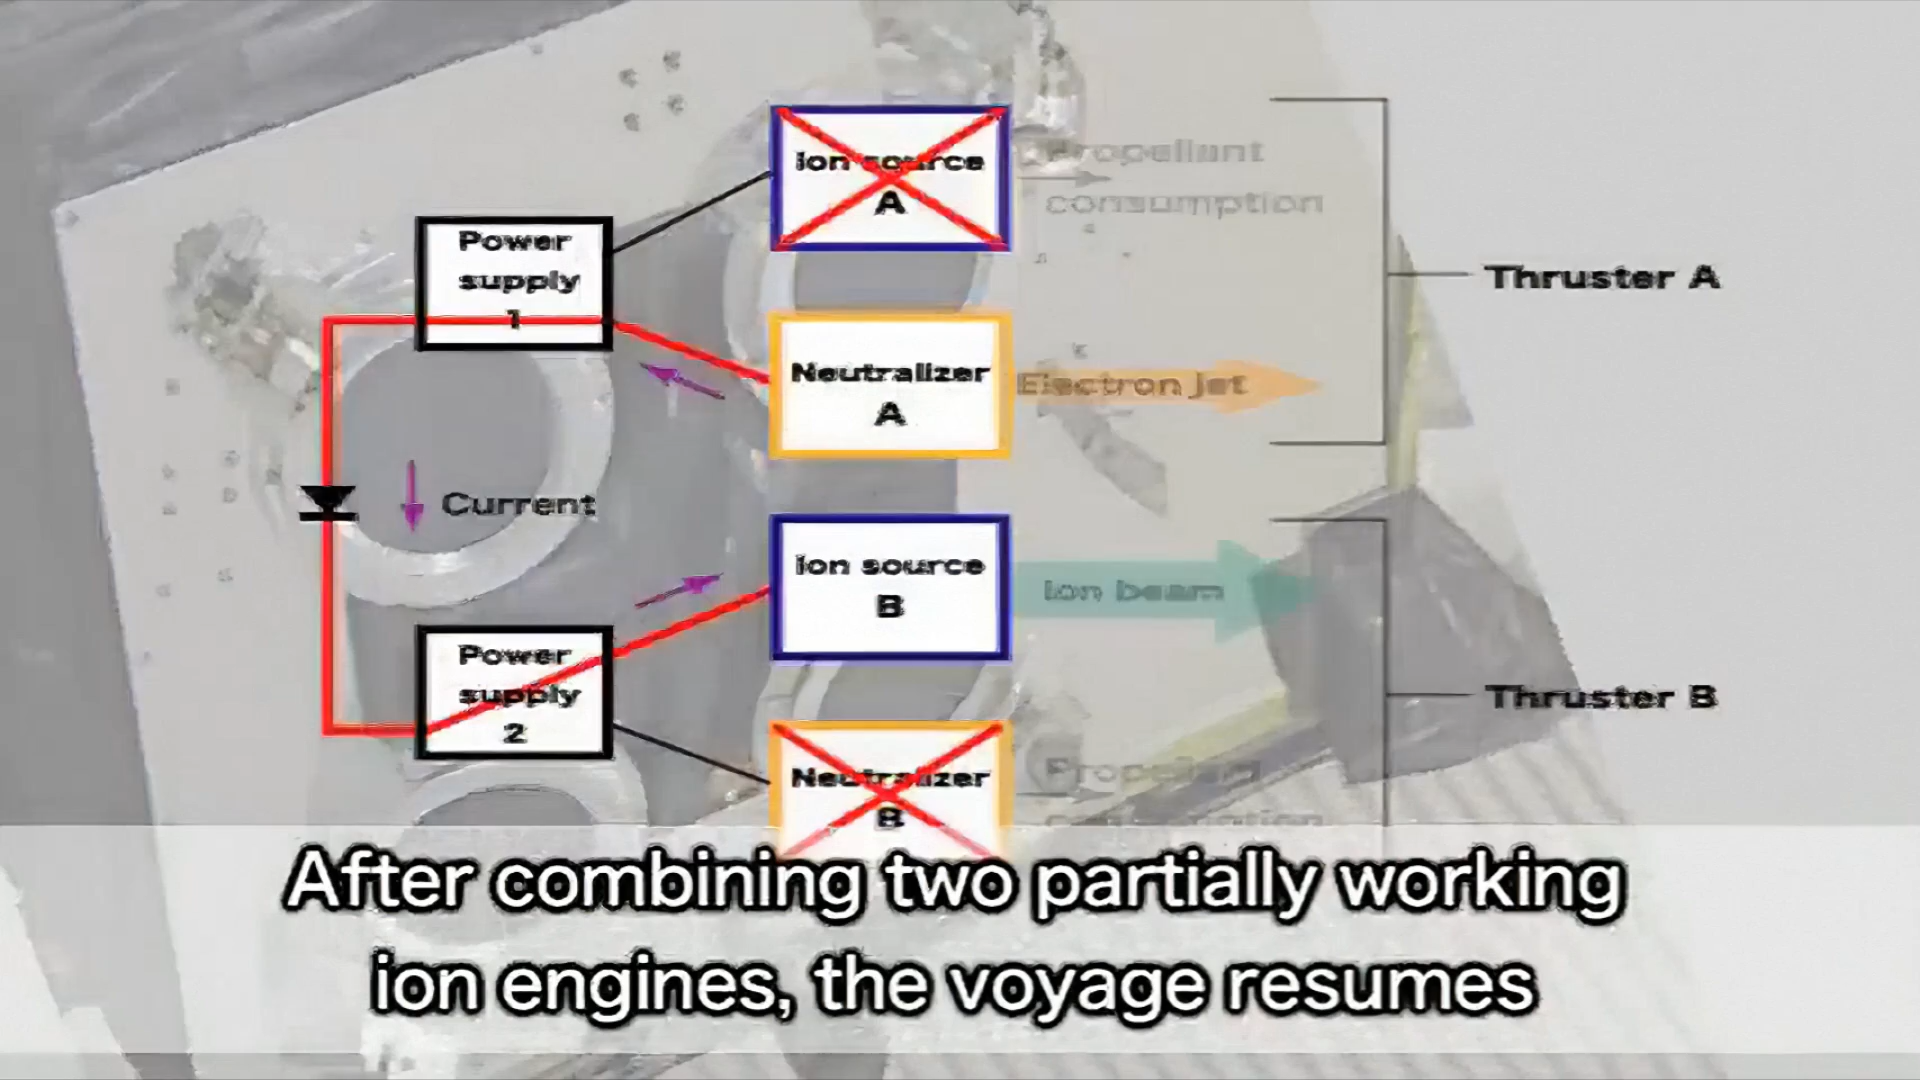 Ion source
A
Propellant
consumption
Power
supply
1
Thruster A
Neutralizer
A
Electron jet
Current
Ion source
B
Ion beam
Power
supply
2
Thruster B
Neutralizer
B
After combining two partially working
ion engines, the voyage resumes